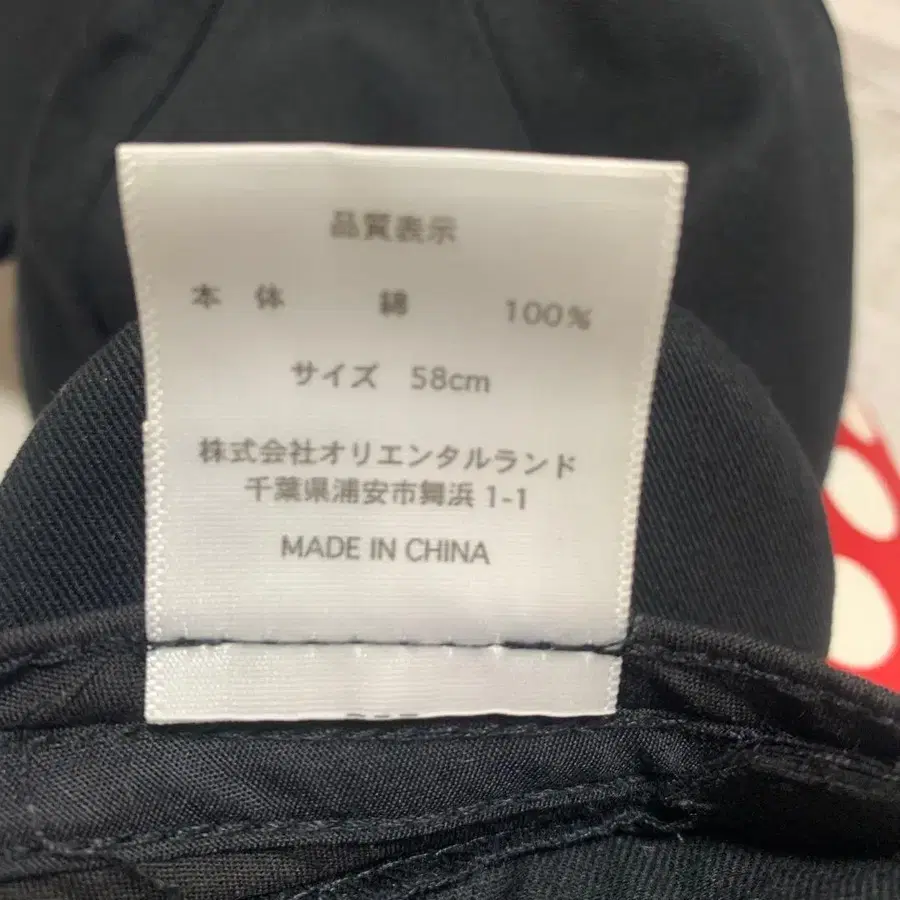 品質表示
本 体 綿 100%
サイズ 58cm
株式会社オリエンタルランド
千葉県浦安市舞浜 1-1
MADE IN CHINA